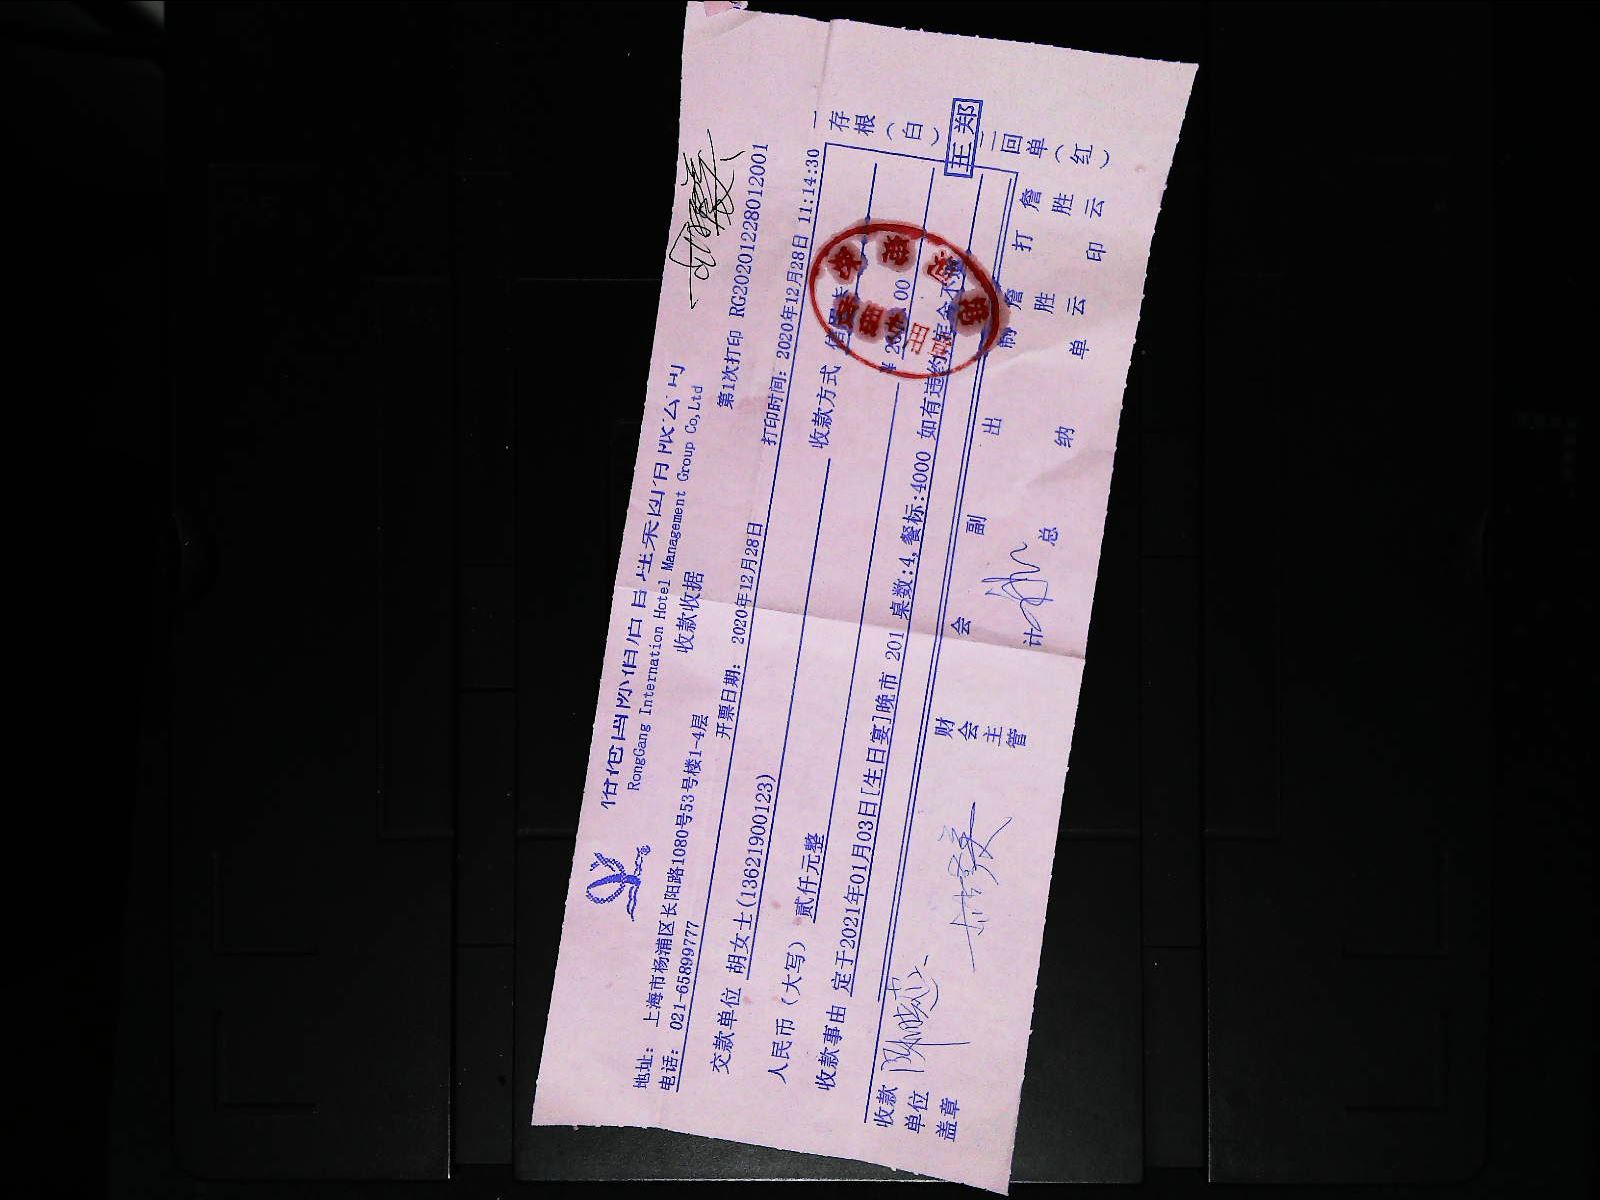 RongGang Internation Hotel Management Group Co,Ltd
收款收据
第1次打印 RG20201228012001
地址: 上海市杨浦区长阳路1080号53号楼1-4层
电话: 021-65899777
开票日期: 2020年12月28日
打印时间: 2020年12月28日 11:14:30
交款单位 胡女士(13621900123)
收款方式
人民币(大写) 贰仟元整
收款事由 定于2021年01月03日[生日宴]晚市 201 桌数:4,餐标:4000 如有违约,定金不退
收款单位盖章
财会主管
会计
副总
出纳
制单
詹胜云
打印
詹胜云
一存根(白)
二回单(红)
郑